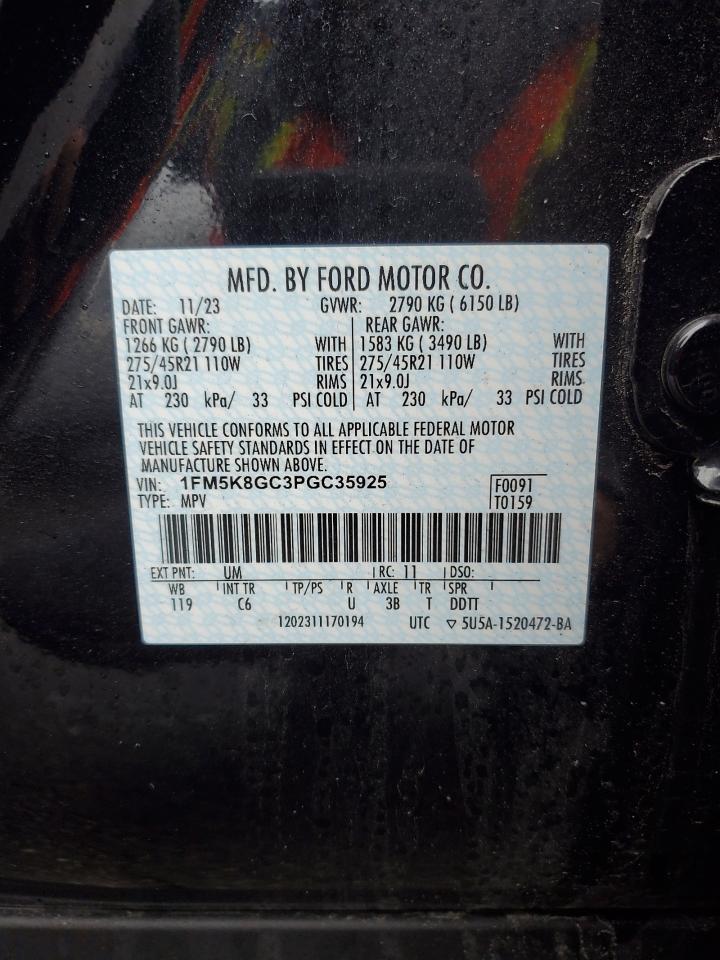 MFD. BY FORD MOTOR CO.
DATE: 11/23 GVWR: 2790 KG ( 6150 LB)
FRONT GAWR: REAR GAWR:
1266 KG ( 2790 LB) WITH 1583 KG ( 3490 LB) WITH
275/45R21 110W TIRES 275/45R21 110W TIRES
21x9.0J RIMS 21x9.0J RIMS
AT 230 kPa/ 33 PSI COLD AT 230 kPa/ 33 PSI COLD
THIS VEHICLE CONFORMS TO ALL APPLICABLE FEDERAL MOTOR
VEHICLE SAFETY STANDARDS IN EFFECT ON THE DATE OF
MANUFACTURE SHOWN ABOVE.
VIN: 1FM5K8GC3PGC35925 F0091
TYPE: MPV T0159
EXT PNT: UM RC: 11 DSO:
WB INT TR TP/PS R AXLE TR SPR
119 C6 U 3B T DDTT
1202311170194 UTC ▽ 5U5A-1520472-BA